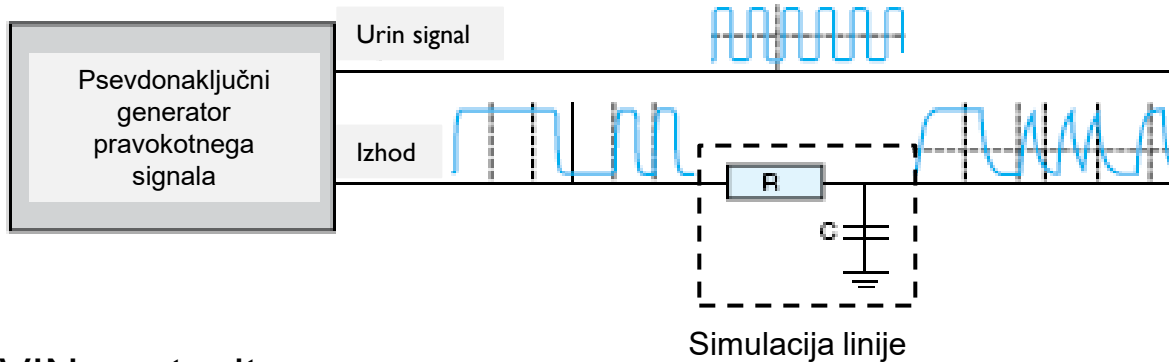 Urin signal
Psevdonaključni
generator
pravokotnega
signala
Izhod
R
C
Simulacija linije